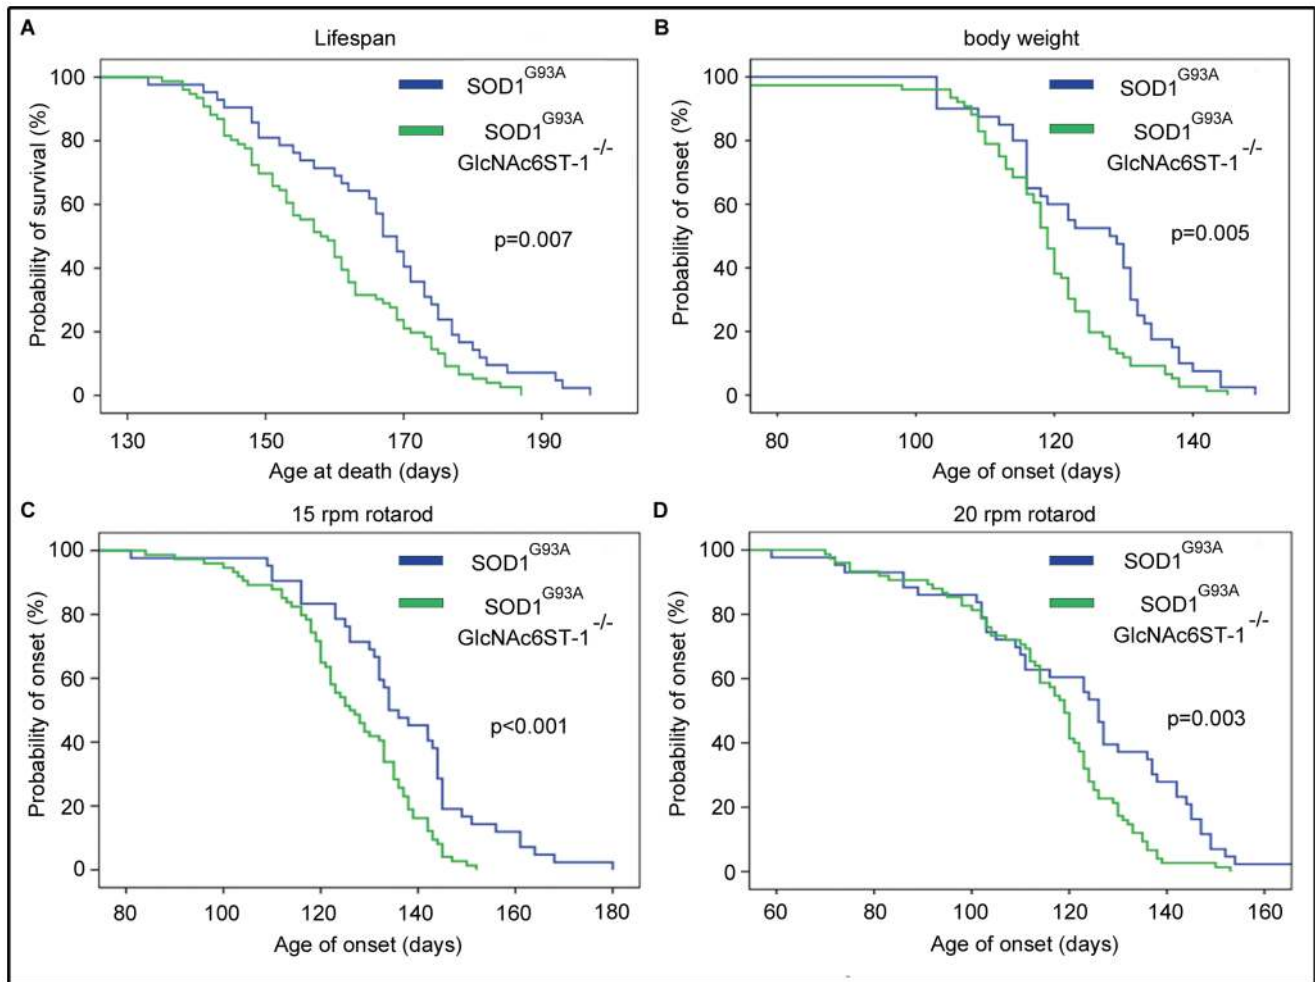 A
Lifespan
Probability of survival (%)
100
80
60
40
20
0
SOD1G93A
SOD1G93A
GlcNAc6ST-1-/-
p=0.007
130 150 170 190
Age at death (days)
B
body weight
Probability of onset (%)
100
80
60
40
20
0
SOD1G93A
SOD1G93A
GlcNAc6ST-1-/-
p=0.005
80 100 120 140
Age of onset (days)
C
15 rpm rotarod
Probability of onset (%)
100
80
60
40
20
0
SOD1G93A
SOD1G93A
GlcNAc6ST-1-/-
p<0.001
80 100 120 140 160 180
Age of onset (days)
D
20 rpm rotarod
Probability of onset (%)
100
80
60
40
20
0
SOD1G93A
SOD1G93A
GlcNAc6ST-1-/-
p=0.003
60 80 100 120 140 160
Age of onset (days)